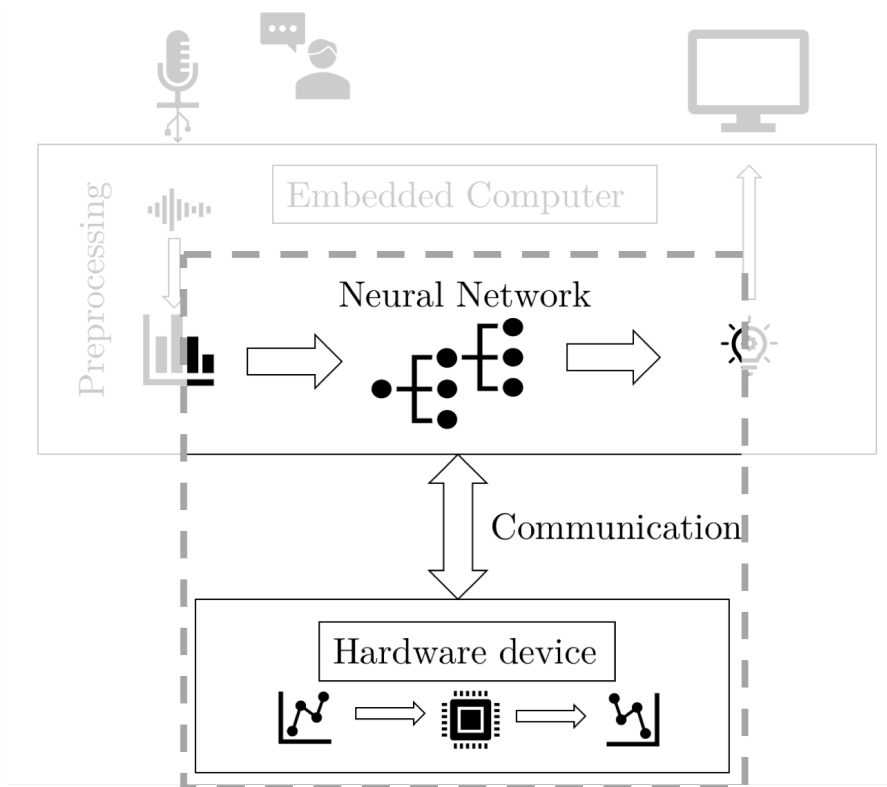 Embedded Computer
Preprocessing
Neural Network
Communication
Hardware device